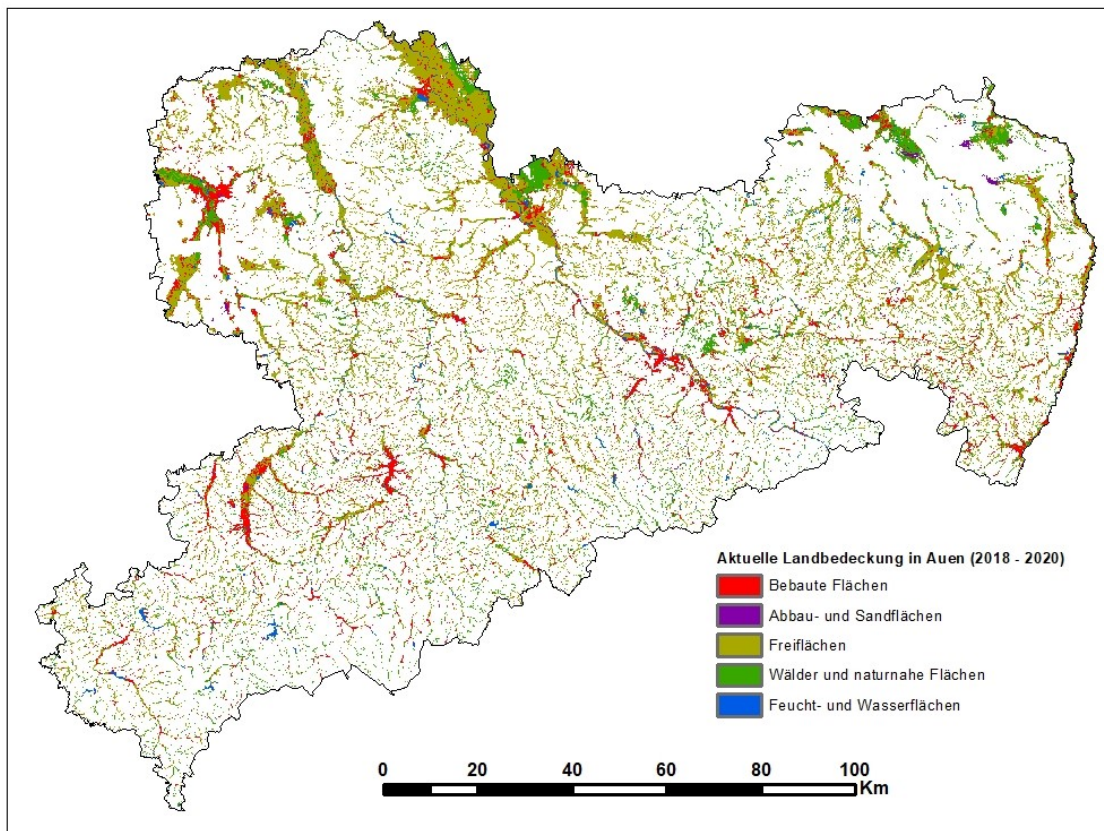 Aktuelle Landbedeckung in Auen (2018 - 2020)
Bebaute Flächen
Abbau- und Sandflächen
Freiflächen
Wälder und naturnahe Flächen
Feucht- und Wasserflächen
0 20 40 60 80 100
Km